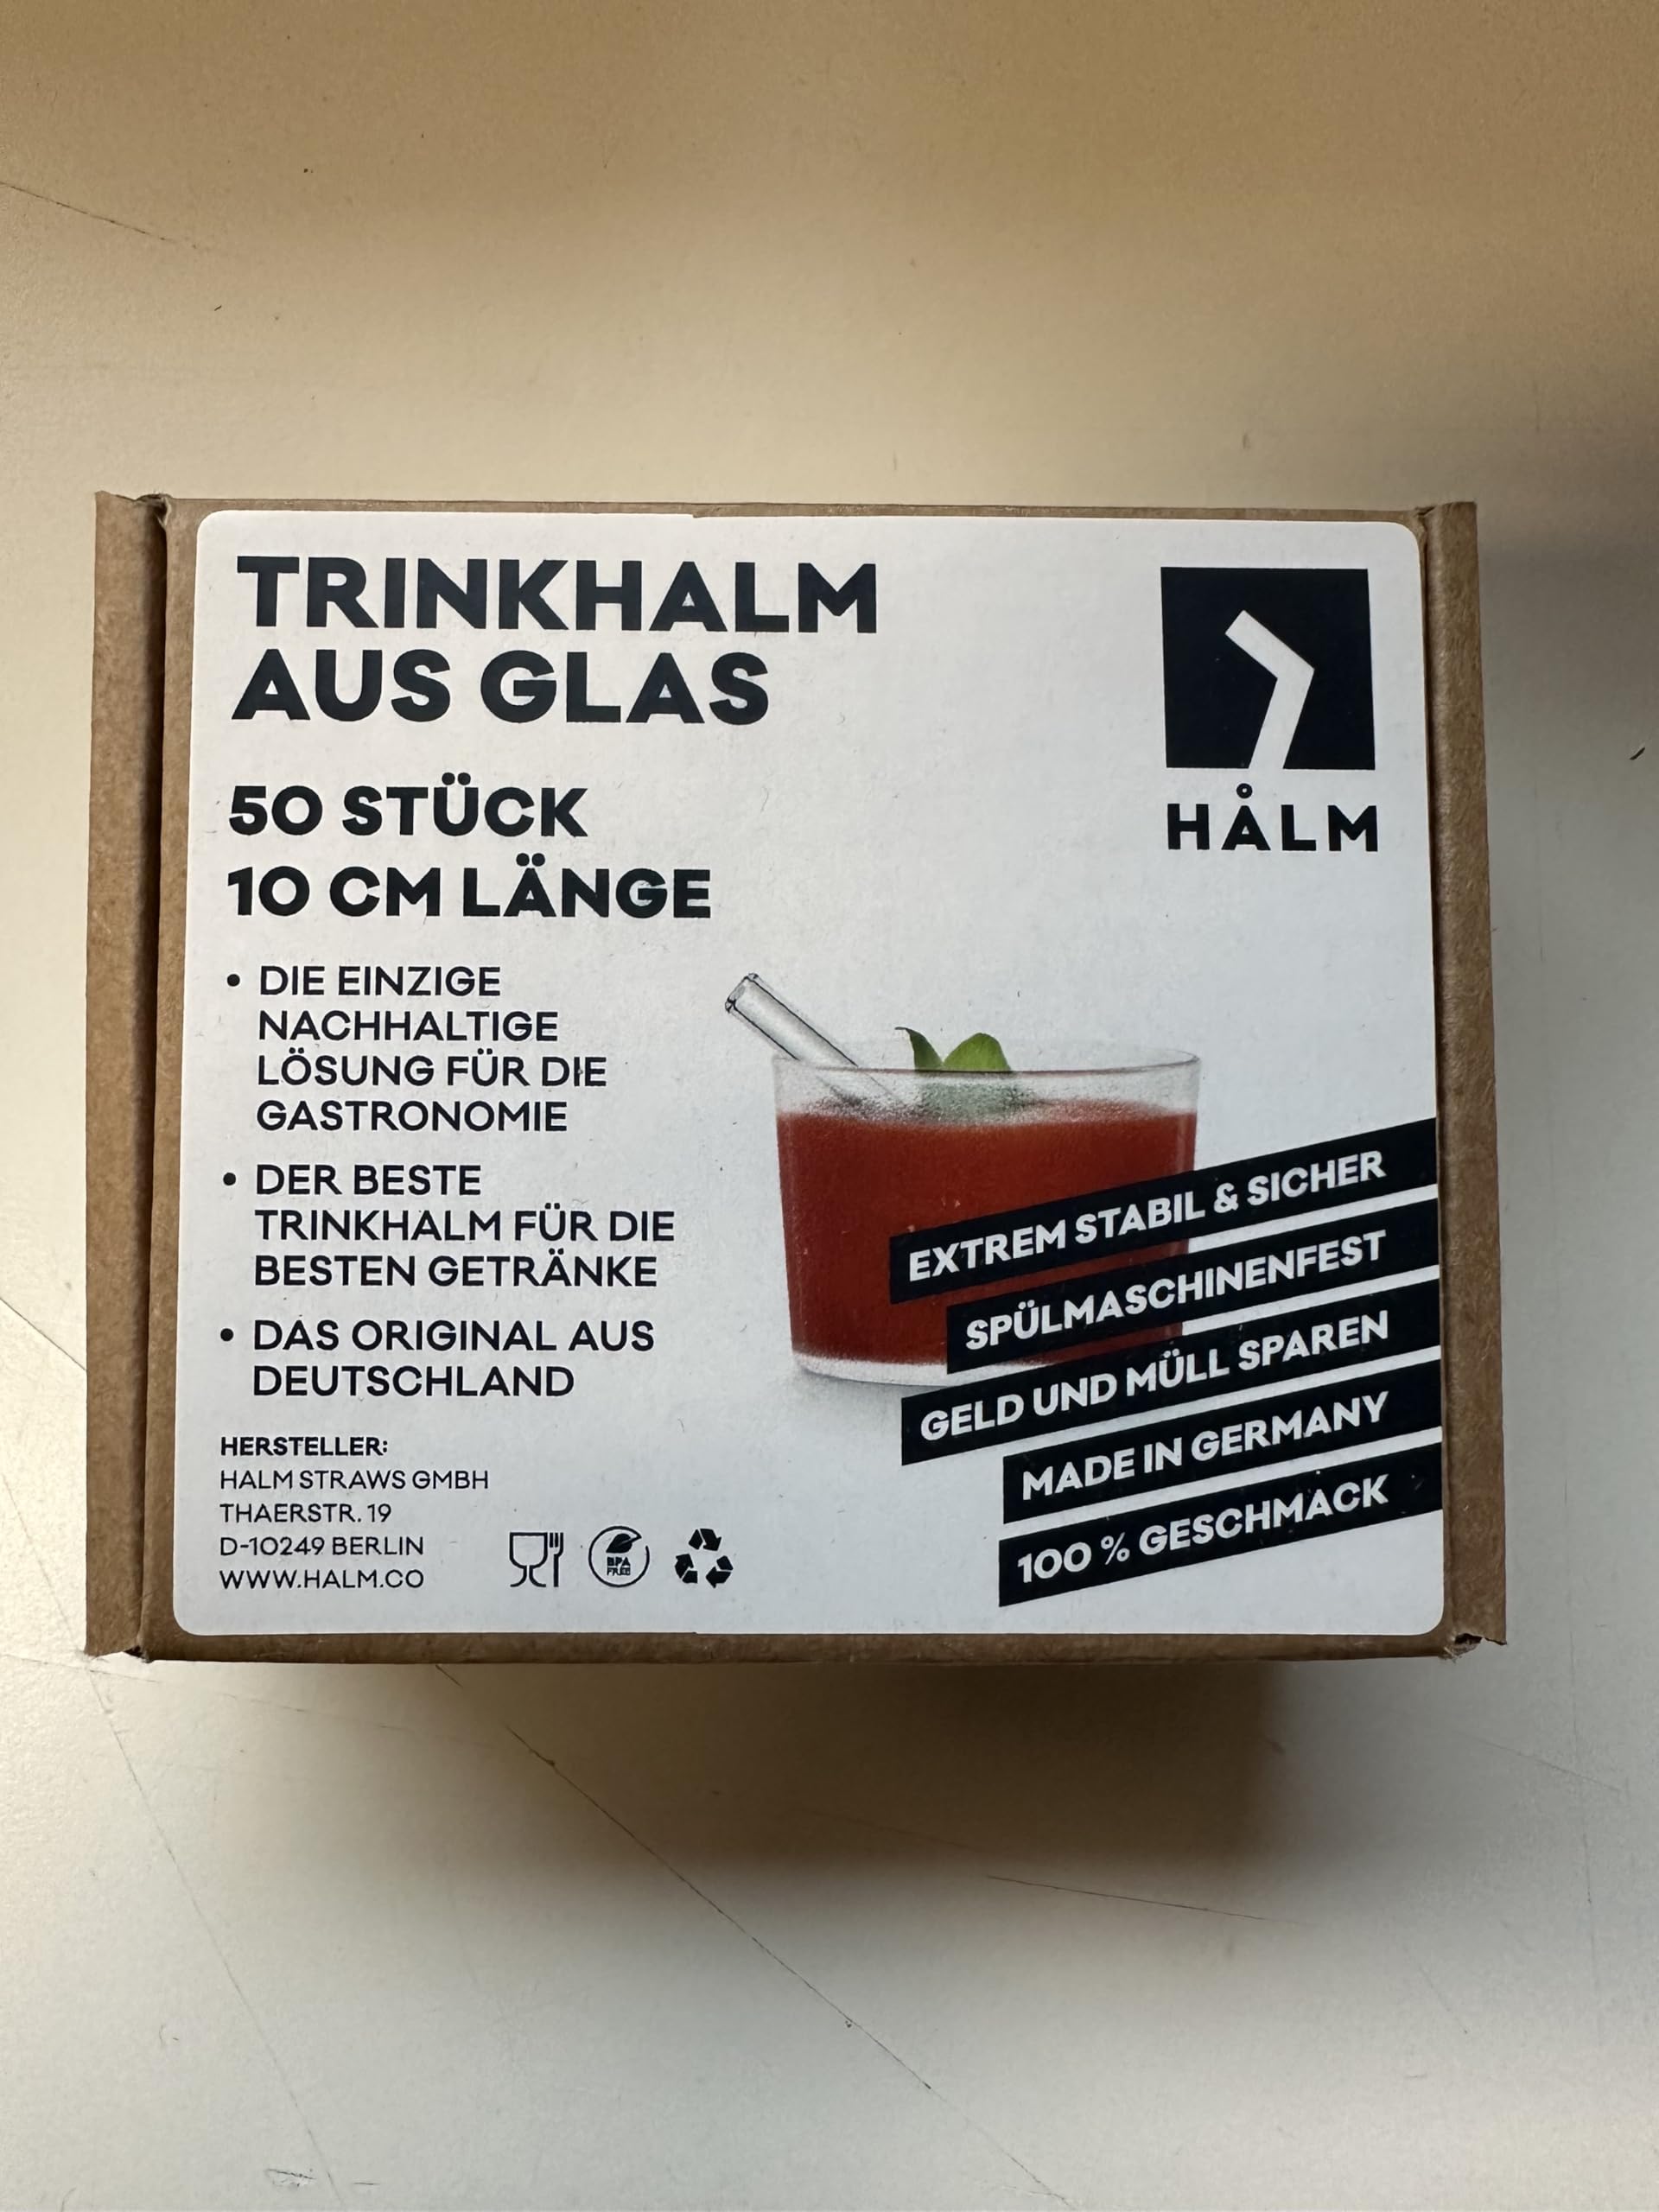 TRINKHALM
AUS GLAS
50 STÜCK
10 CM LÄNGE
HÅLM
• DIE EINZIGE
NACHHALTIGE
LÖSUNG FÜR DIE
GASTRONOMIE
• DER BESTE
TRINKHALM FÜR DIE
BESTEN GETRÄNKE
• DAS ORIGINAL AUS
DEUTSCHLAND
EXTREM STABIL & SICHER
SPÜLMASCHINENFEST
GELD UND MÜLL SPAREN
MADE IN GERMANY
100 % GESCHMACK
HERSTELLER:
HALM STRAWS GMBH
THAERSTR. 19
D-10249 BERLIN
WWW.HALM.CO
BPA
FREE